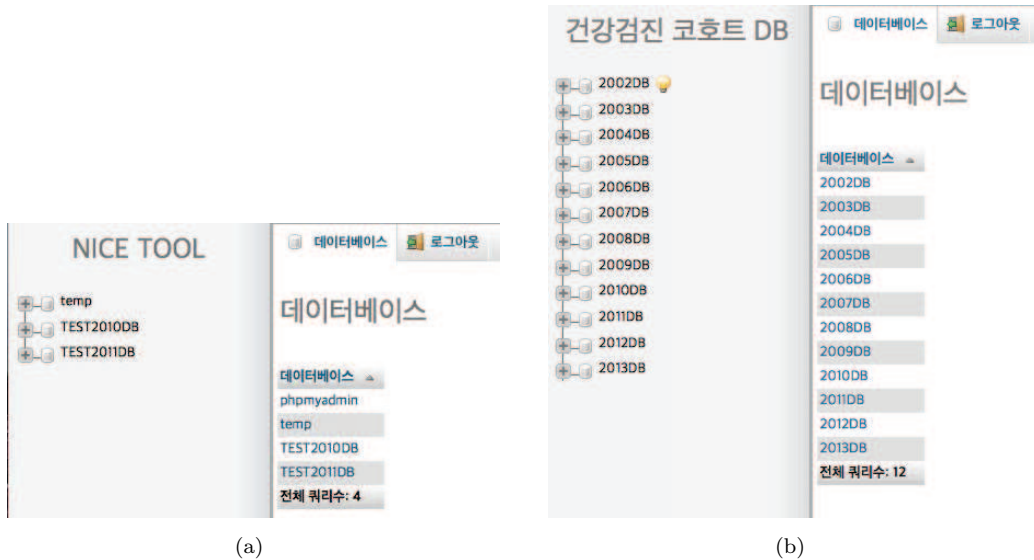 NICE TOOL
temp
TEST2010DB
TEST2011DB
데이터베이스
로그아웃
데이터베이스
데이터베이스
phpmyadmin
temp
TEST2010DB
TEST2011DB
전체 쿼리수: 4
(a)
건강검진 코호트 DB
2002DB
2003DB
2004DB
2005DB
2006DB
2007DB
2008DB
2009DB
2010DB
2011DB
2012DB
2013DB
데이터베이스
로그아웃
데이터베이스
데이터베이스
2002DB
2003DB
2004DB
2005DB
2006DB
2007DB
2008DB
2009DB
2010DB
2011DB
2012DB
2013DB
전체 쿼리수: 12
(b)